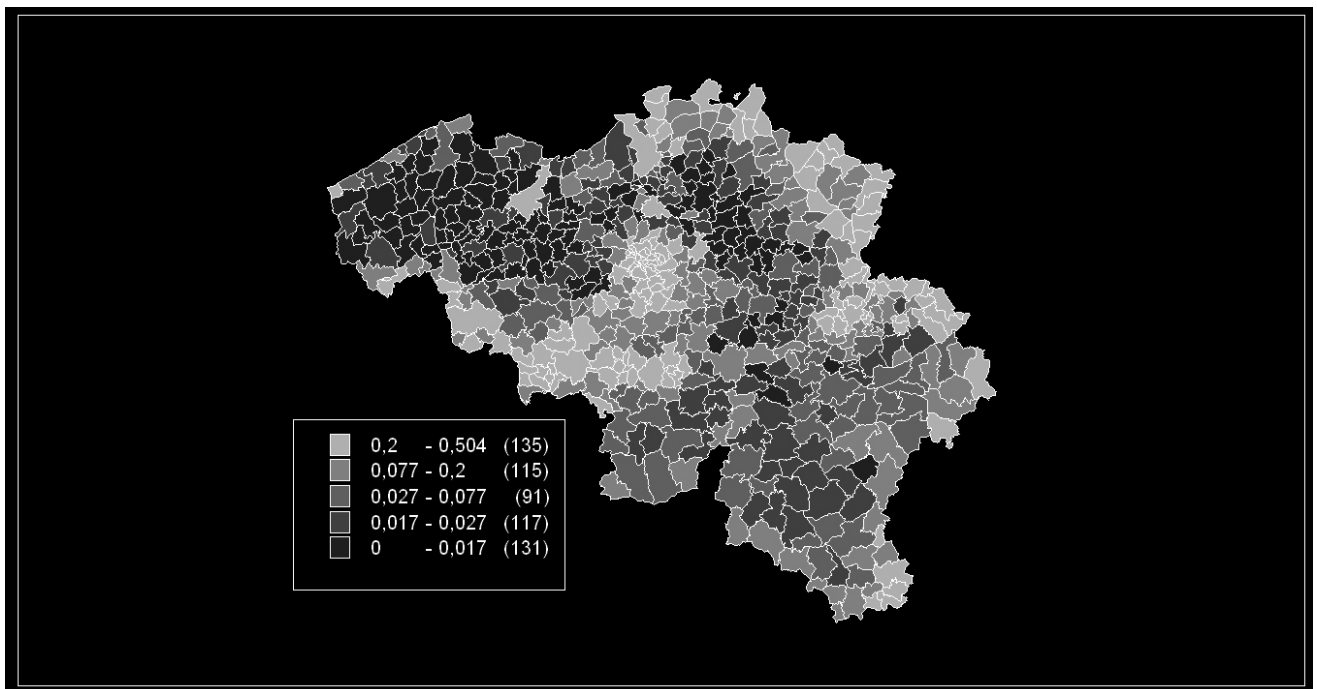 0,2 - 0,504 (135)
0,077 - 0,2 (115)
0,027 - 0,077 (91)
0,017 - 0,027 (117)
0 - 0,017 (131)